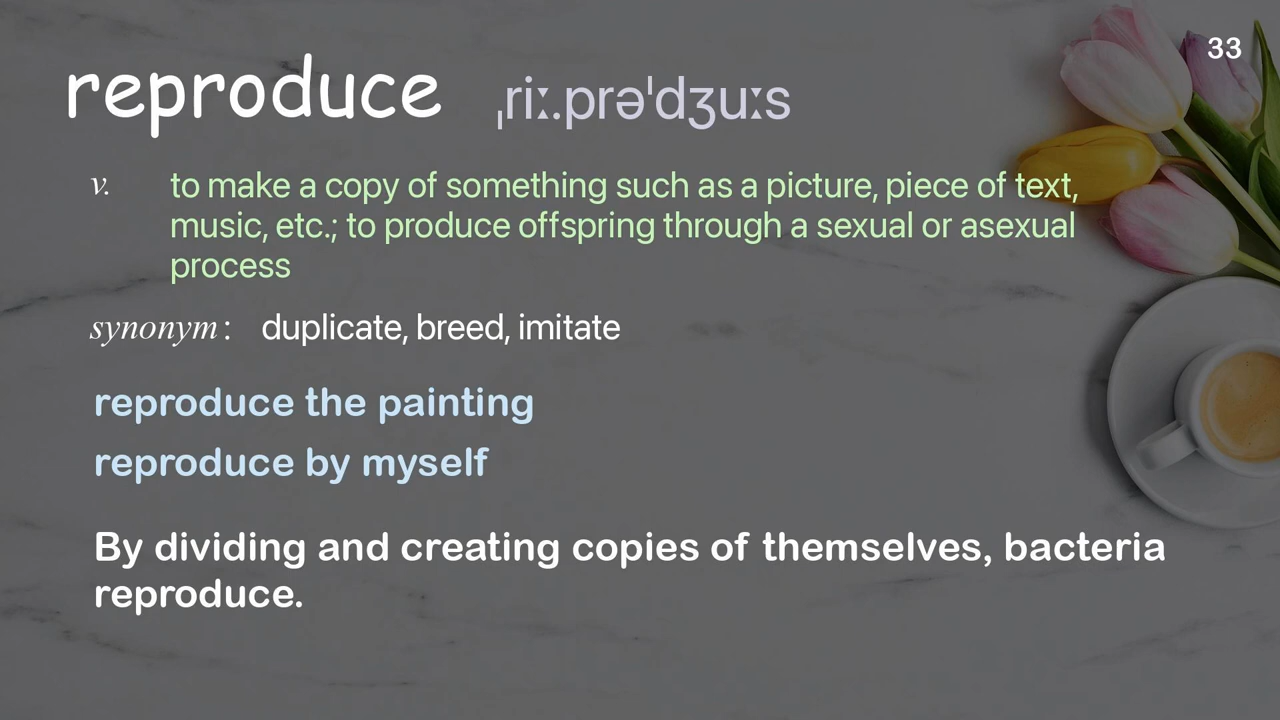 33
reproduce ˌriː.prəˈdʒuːs
v. to make a copy of something such as a picture, piece of text,
music, etc.; to produce offspring through a sexual or asexual
process
synonym: duplicate, breed, imitate
reproduce the painting
reproduce by myself
By dividing and creating copies of themselves, bacteria
reproduce.